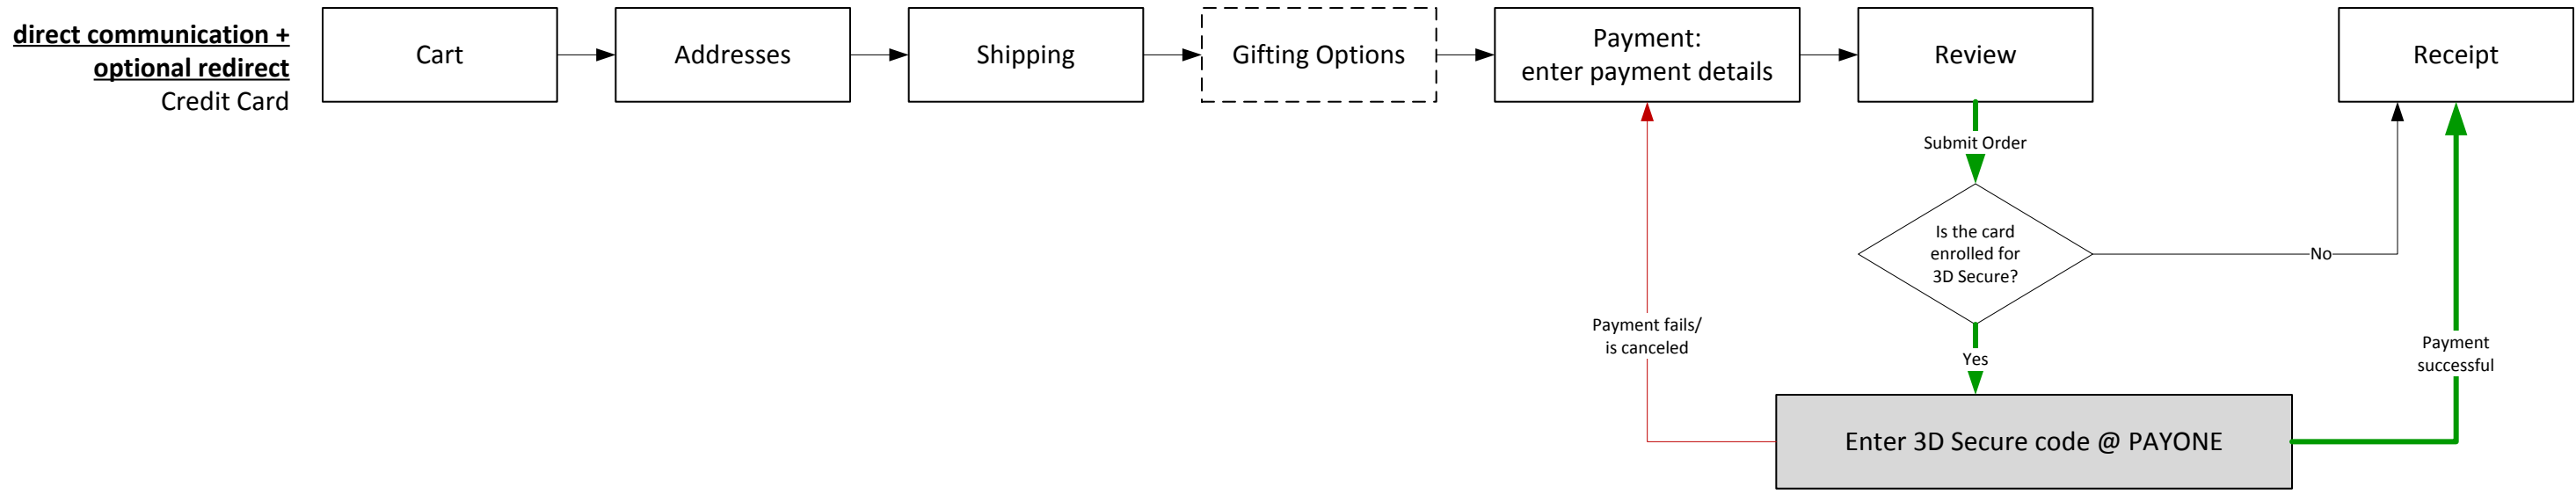 direct communication +
optional redirect
Credit Card
Cart
Addresses
Shipping
Gifting Options
Payment:
enter payment details
Review
Receipt
Submit Order
Is the card
enrolled for
3D Secure?
No
Payment fails/
is canceled
Yes
Payment
successful
Enter 3D Secure code @ PAYONE